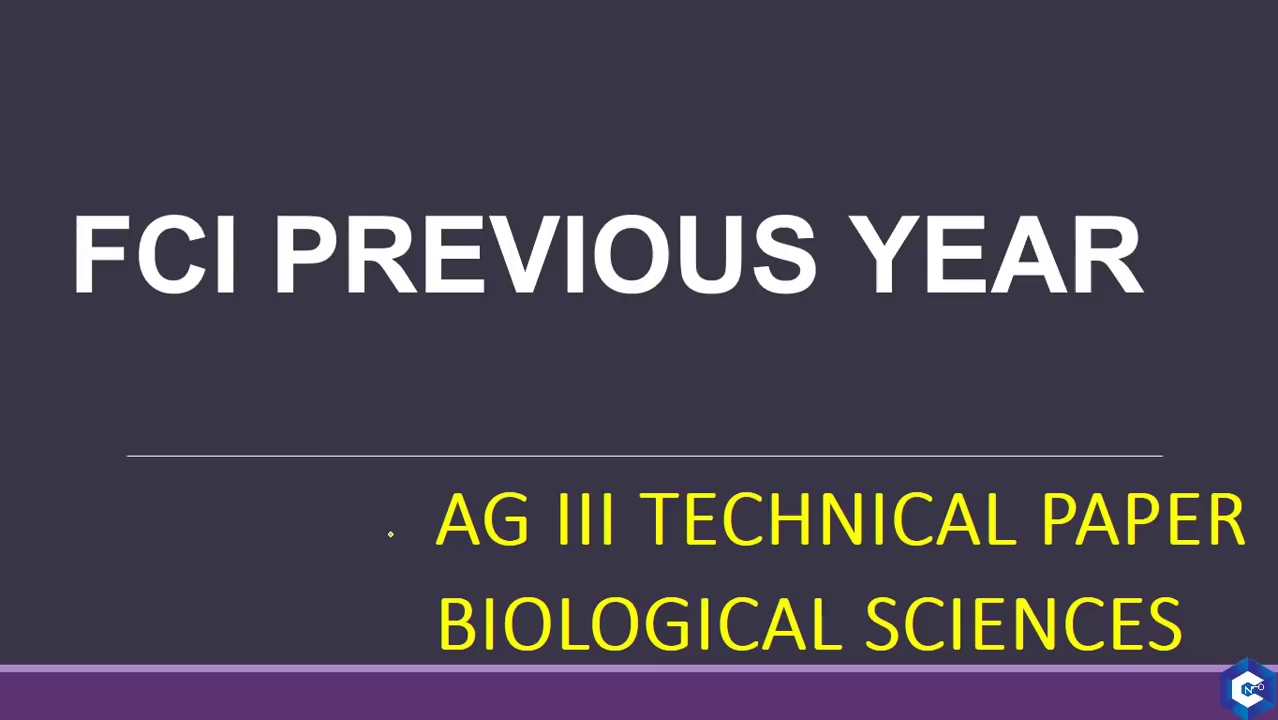 FCI PREVIOUS YEAR
AG III TECHNICAL PAPER
BIOLOGICAL SCIENCES